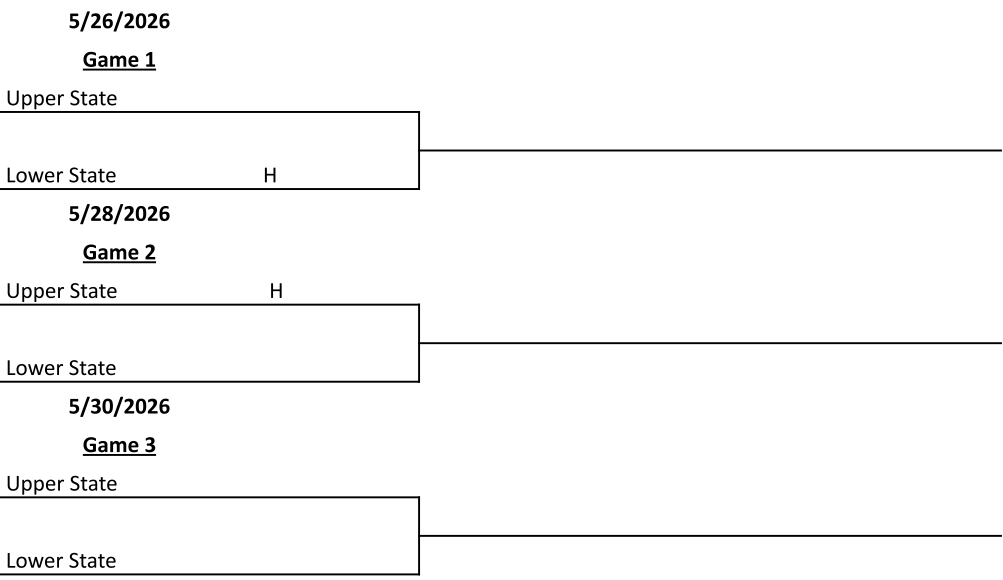 5/26/2026
Game 1
Upper State
Lower State H
5/28/2026
Game 2
Upper State H
Lower State
5/30/2026
Game 3
Upper State
Lower State